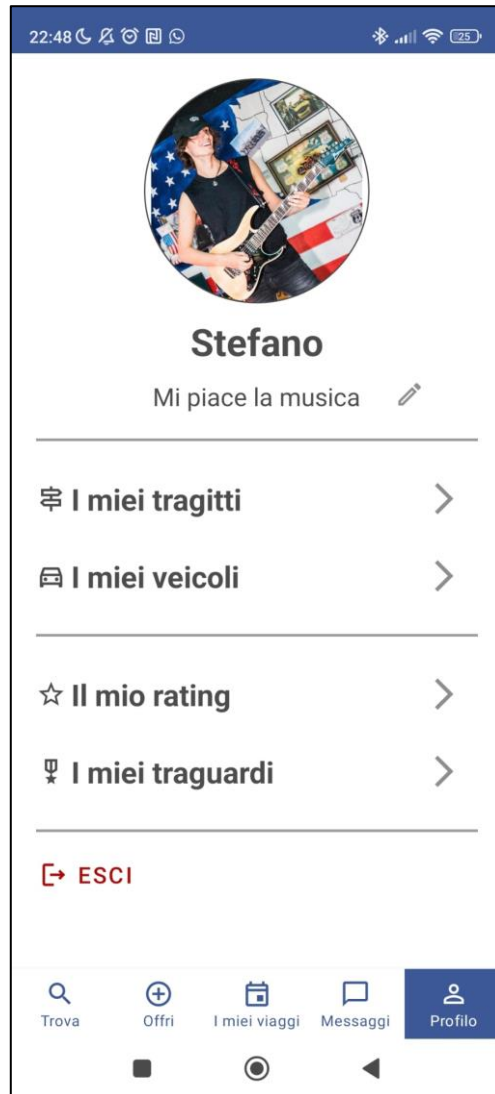 22:48
25
Stefano
Mi piace la musica
I miei tragitti
I miei veicoli
Il mio rating
I miei traguardi
ESCI
Trova
Offri
I miei viaggi
Messaggi
Profilo